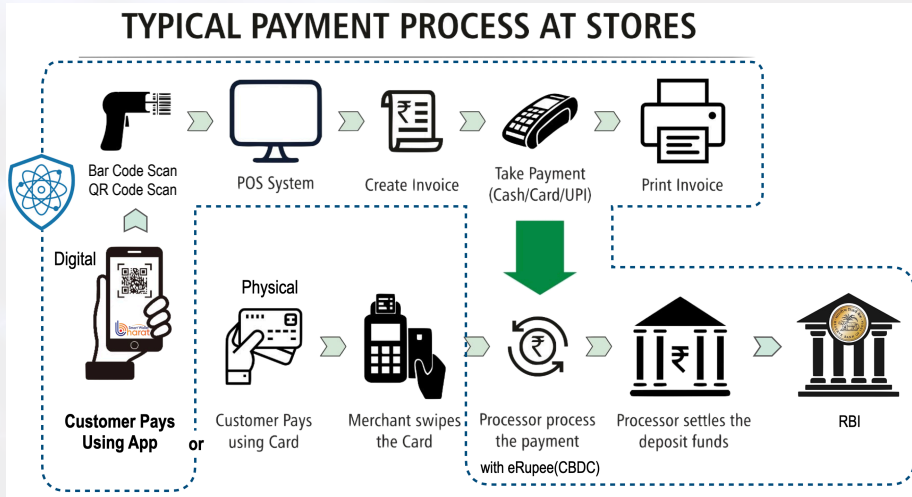 TYPICAL PAYMENT PROCESS AT STORES
Bar Code Scan
QR Code Scan
POS System
Create Invoice
Take Payment
(Cash/Card/UPI)
Print Invoice
Digital
Physical
Customer Pays
Using App
or
Customer Pays
using Card
Merchant swipes
the Card
Processor process
the payment
with eRupee(CBDC)
Processor settles the
deposit funds
RBI